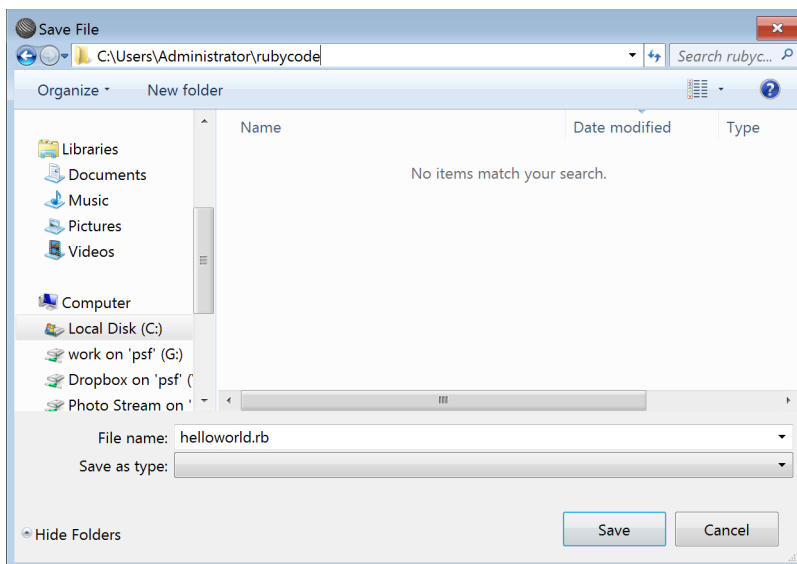 Save File
C:\Users\Administrator\rubycode
Search rubyc...
Organize
New folder
Name
Date modified
Type
No items match your search.
Libraries
Documents
Music
Pictures
Videos
Computer
Local Disk (C:)
work on 'psf' (G:)
Dropbox on 'psf' (
Photo Stream on '
File name: helloworld.rb
Save as type:
Hide Folders
Save
Cancel